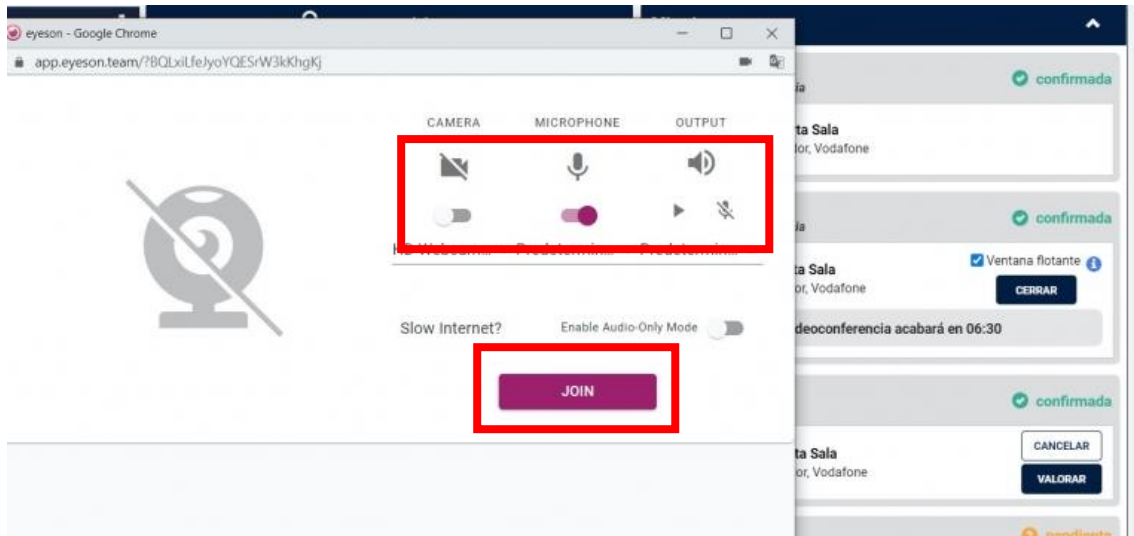 eyeson - Google Chrome
app.eyeson.team/?BQLxiLfeJyoYQESrW3kKhgKj
CAMERA MICROPHONE OUTPUT
Slow Internet? Enable Audio-Only Mode
JOIN
confirmada
ta Sala
or, Vodafone
confirmada
ta Sala
or, Vodafone
Ventana flotante
CERRAR
deoconferencia acabará en 06:30
confirmada
ta Sala
or, Vodafone
CANCELAR
VALORAR
pendiente